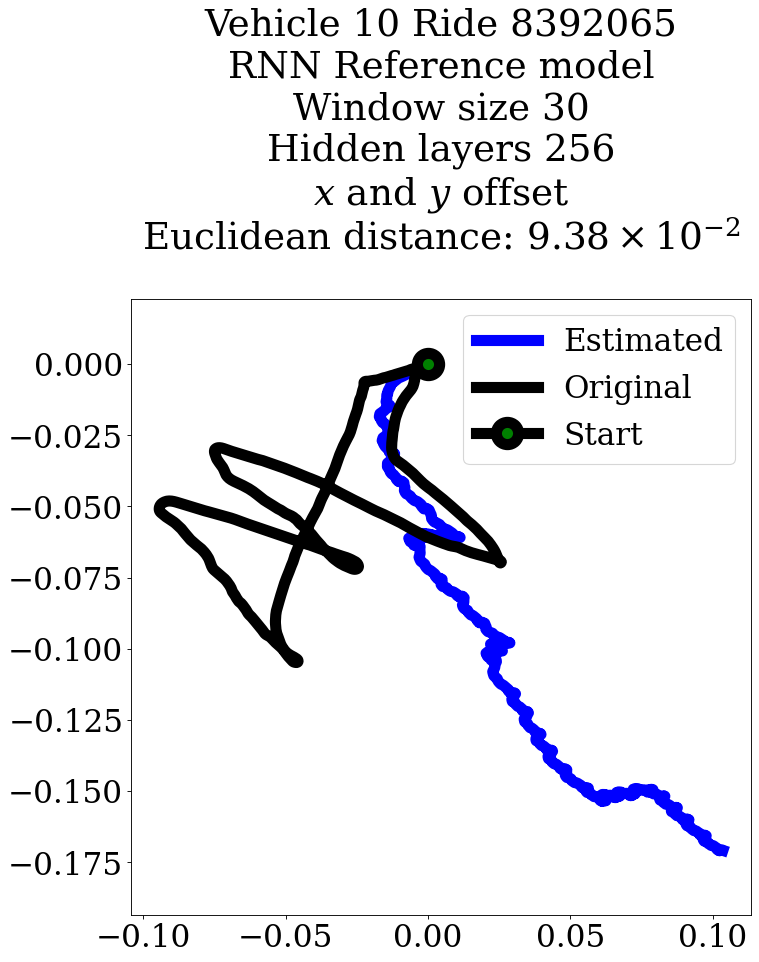 Vehicle 10 Ride 8392065
RNN Reference model
Window size 30
Hidden layers 256
x and y offset
Euclidean distance: 9.38 × 10⁻²
Estimated
Original
Start
0.000
−0.025
−0.050
−0.075
−0.100
−0.125
−0.150
−0.175
−0.10 −0.05 0.00 0.05 0.10